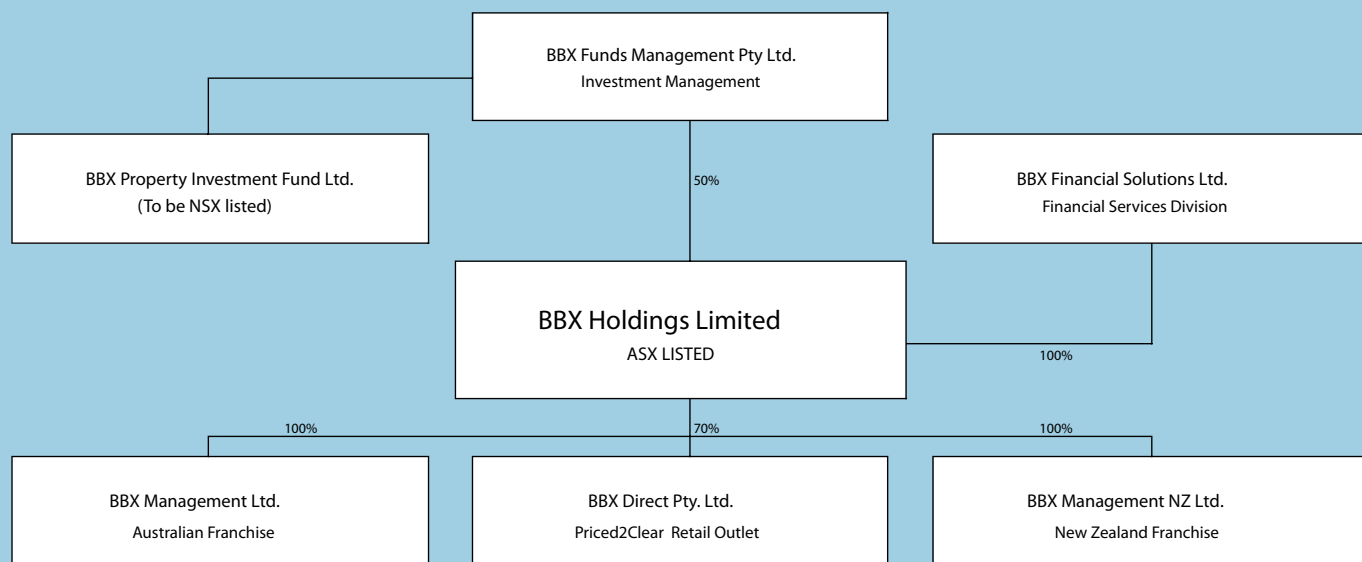 BBX Funds Management Pty Ltd.
Investment Management
BBX Property Investment Fund Ltd.
(To be NSX listed)
50%
BBX Financial Solutions Ltd.
Financial Services Division
BBX Holdings Limited
ASX LISTED
100%
100%
70%
100%
BBX Management Ltd.
Australian Franchise
BBX Direct Pty. Ltd.
Priced2Clear Retail Outlet
BBX Management NZ Ltd.
New Zealand Franchise